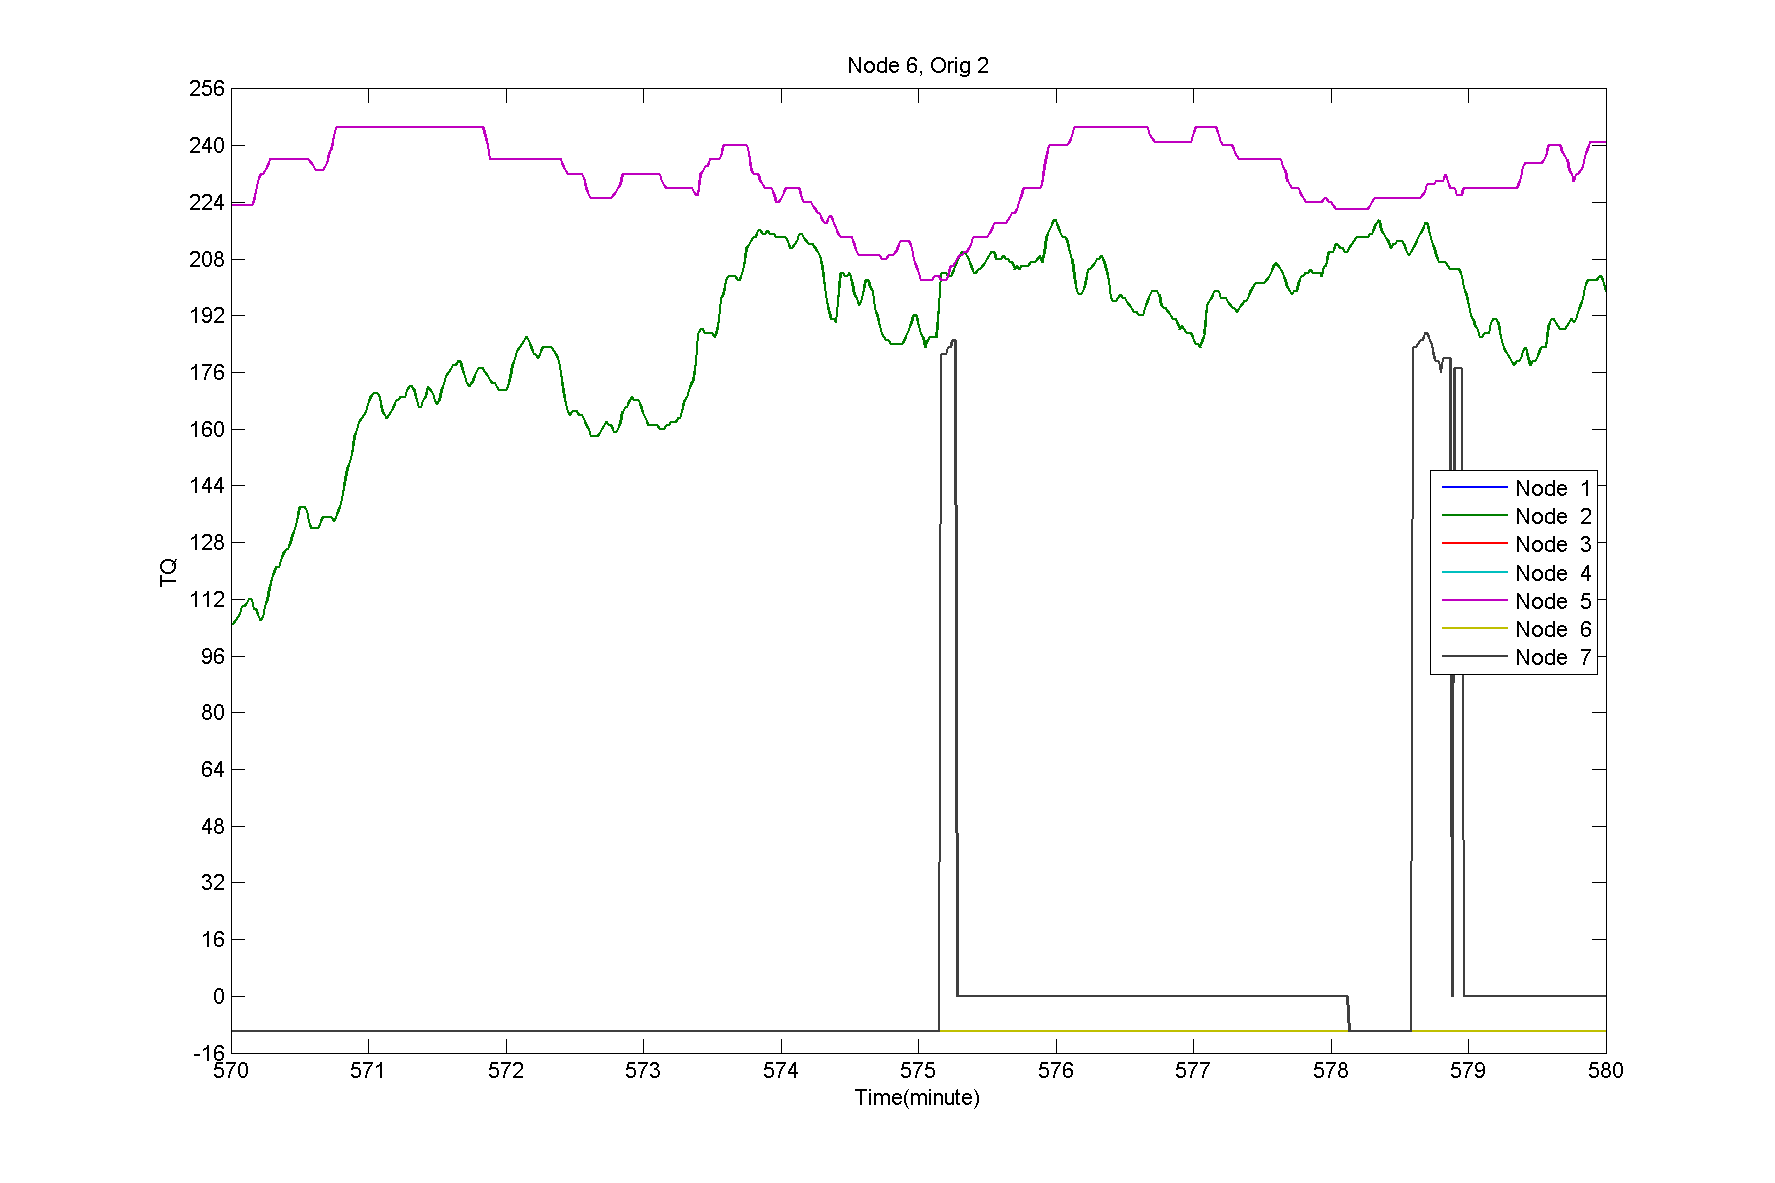 Node 6, Orig 2
256
240
224
208
192
176
160
144
128
112
96
80
64
48
32
16
0
-16
TQ
Node 1
Node 2
Node 3
Node 4
Node 5
Node 6
Node 7
570 571 572 573 574 575 576 577 578 579 580
Time(minute)